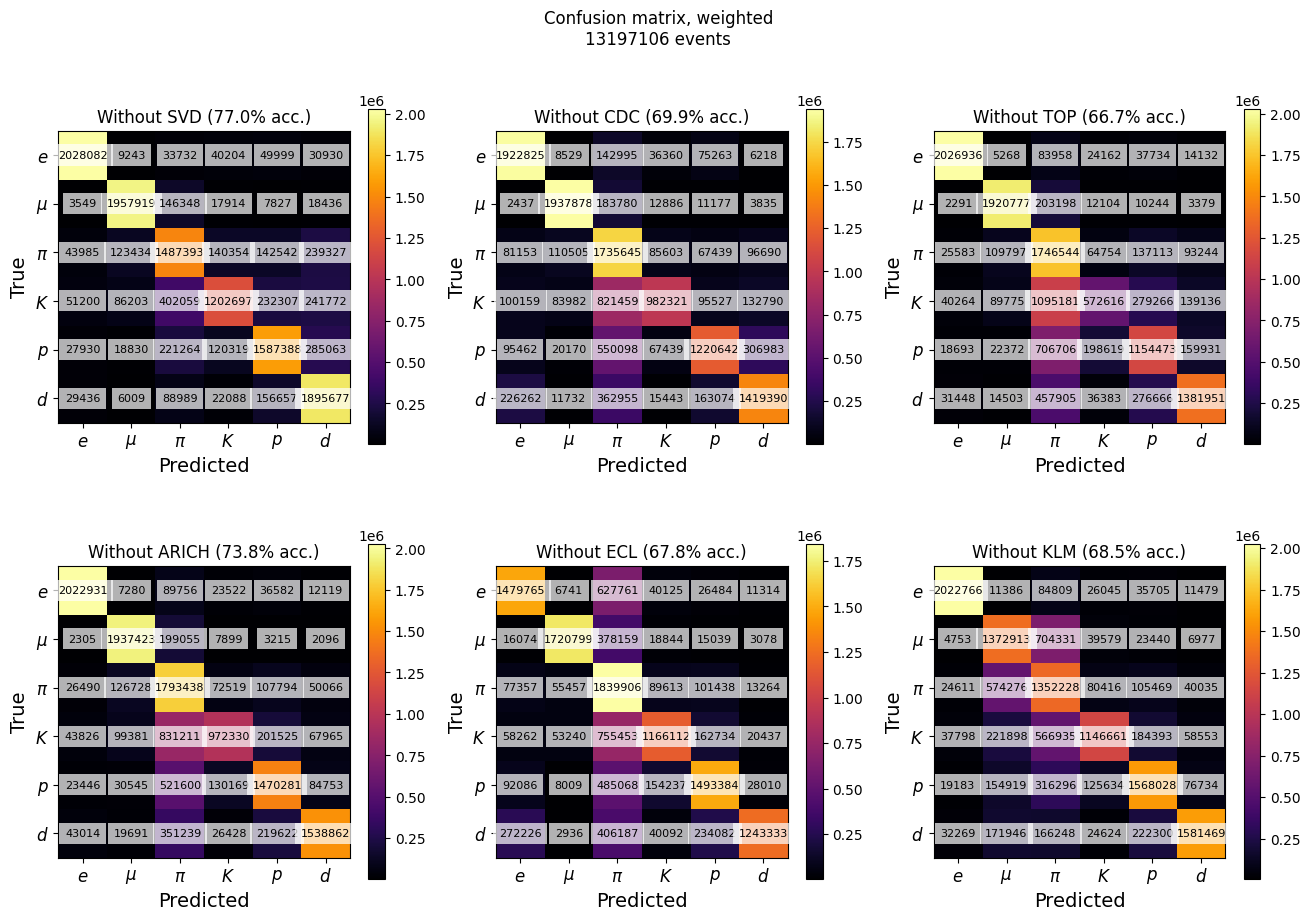 Confusion matrix, weighted
13197106 events
Without SVD (77.0% acc.)
1e6
e 2028082 9243 33732 40204 49999 30930
μ 3549 1957919 146348 17914 7827 18436
π 43985 123434 1487393 140354 142542 239327
K 51200 86203 402059 1202697 232307 241772
p 27930 18830 221264 120319 1587388 285063
d 29436 6009 88989 22088 156657 1895677
e μ π K p d
Predicted
True
2.00
1.75
1.50
1.25
1.00
0.75
0.50
0.25
Without CDC (69.9% acc.)
1e6
e 1922825 8529 142995 36360 75263 6218
μ 2437 1937878 183780 12886 11177 3835
π 81153 110505 1735645 85603 67439 96690
K 100159 83982 821459 982321 95527 132790
p 95462 20170 550098 67439 1220642 306983
d 226262 11732 362955 15443 163074 1419390
e μ π K p d
Predicted
True
1.75
1.50
1.25
1.00
0.75
0.50
0.25
Without TOP (66.7% acc.)
1e6
e 2026936 5268 83958 24162 37734 14132
μ 2291 1920777 203198 12104 10244 3379
π 25583 109797 1746544 64754 137113 93244
K 40264 89775 1095181 572616 279266 139136
p 18693 22372 706706 198619 1154473 159931
d 31448 14503 457905 36383 276666 1381951
e μ π K p d
Predicted
True
2.00
1.75
1.50
1.25
1.00
0.75
0.50
0.25
Without ARICH (73.8% acc.)
1e6
e 2022931 7280 89756 23522 36582 12119
μ 2305 1937423 199055 7899 3215 2096
π 26490 126728 1793438 72519 107794 50066
K 43826 99381 831211 972330 201525 67965
p 23446 30545 521600 130169 1470281 84753
d 43014 19691 351239 26428 219622 1538862
e μ π K p d
Predicted
True
2.00
1.75
1.50
1.25
1.00
0.75
0.50
0.25
Without ECL (67.8% acc.)
1e6
e 1479765 6741 627761 40125 26484 11314
μ 16074 1720799 378159 18844 15039 3078
π 77357 55457 1839906 89613 101438 13264
K 58262 53240 755453 1166112 162734 20437
p 92086 8009 485068 154237 1493384 28010
d 272226 2936 406187 40092 234082 1243333
e μ π K p d
Predicted
True
1.75
1.50
1.25
1.00
0.75
0.50
0.25
Without KLM (68.5% acc.)
1e6
e 2022766 11386 84809 26045 35705 11479
μ 4753 1372913 704331 39579 23440 6977
π 24611 574276 1352228 80416 105469 40035
K 37798 221898 566935 1146661 184393 58553
p 19183 154919 316296 125634 1568028 76734
d 32269 171946 166248 24624 222300 1581469
e μ π K p d
Predicted
True
2.00
1.75
1.50
1.25
1.00
0.75
0.50
0.25